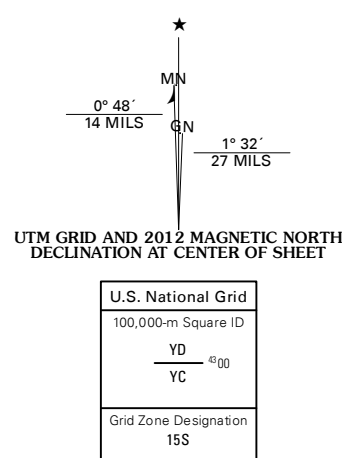 ★
MN
0° 48´
14 MILS
GN
1° 32´
27 MILS
UTM GRID AND 2012 MAGNETIC NORTH
DECLINATION AT CENTER OF SHEET
U.S. National Grid
100,000-m Square ID
YD
4300
YC
Grid Zone Designation
15S